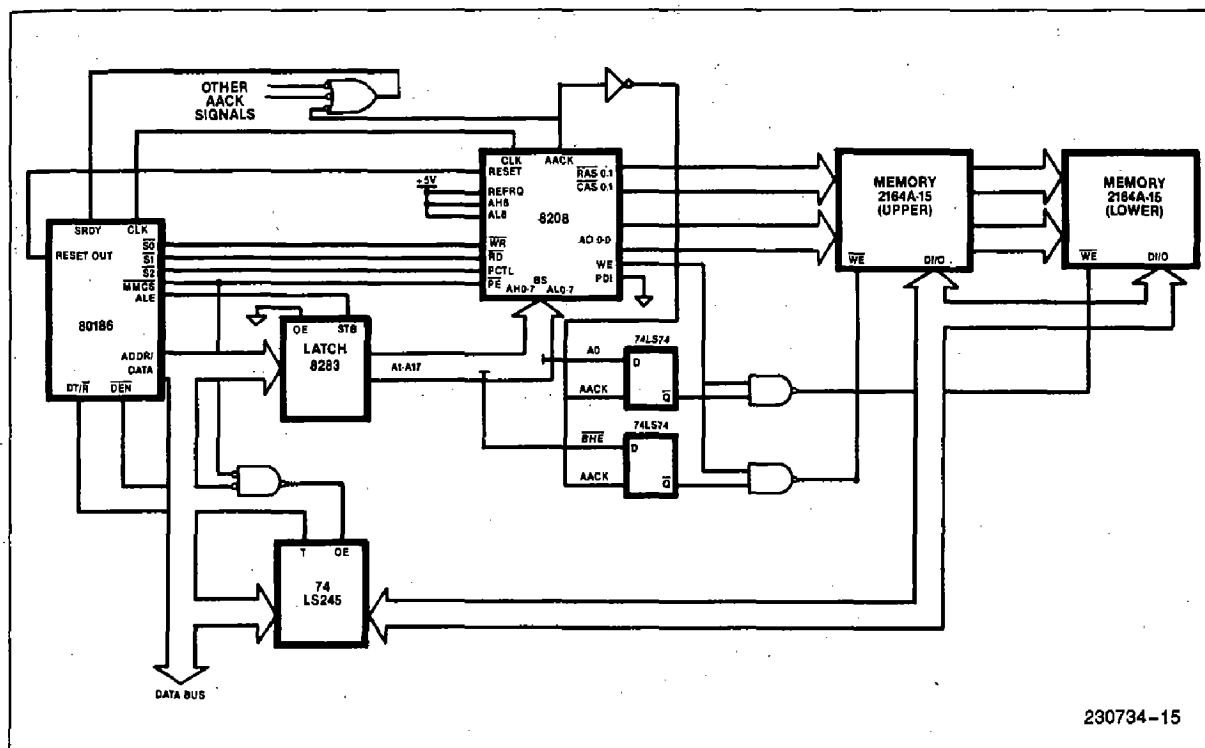 OTHER
AACK
SIGNALS
CLK
AACK
RESET
+5V
REFRQ
AH8
AL8
8208
RAS 0.1
CAS 0.1
AO 0-0
WR
RD
PCTL
PE
BS
AH0-7
AL0-7
WE
PDI
MEMORY
2164A-15
(UPPER)
WE
DI/O
MEMORY
2164A-15
(LOWER)
WE
DI/O
SRDY
CLK
RESET OUT
S0
S1
S2
MMCS
ALE
80186
ADDR/
DATA
DT/R
DEN
OE
STB
LATCH
8283
A1-A17
A0
74LS74
D
Q
AACK
BHE
74LS74
D
Q
AACK
T
OE
74
LS245
DATA BUS
230734-15